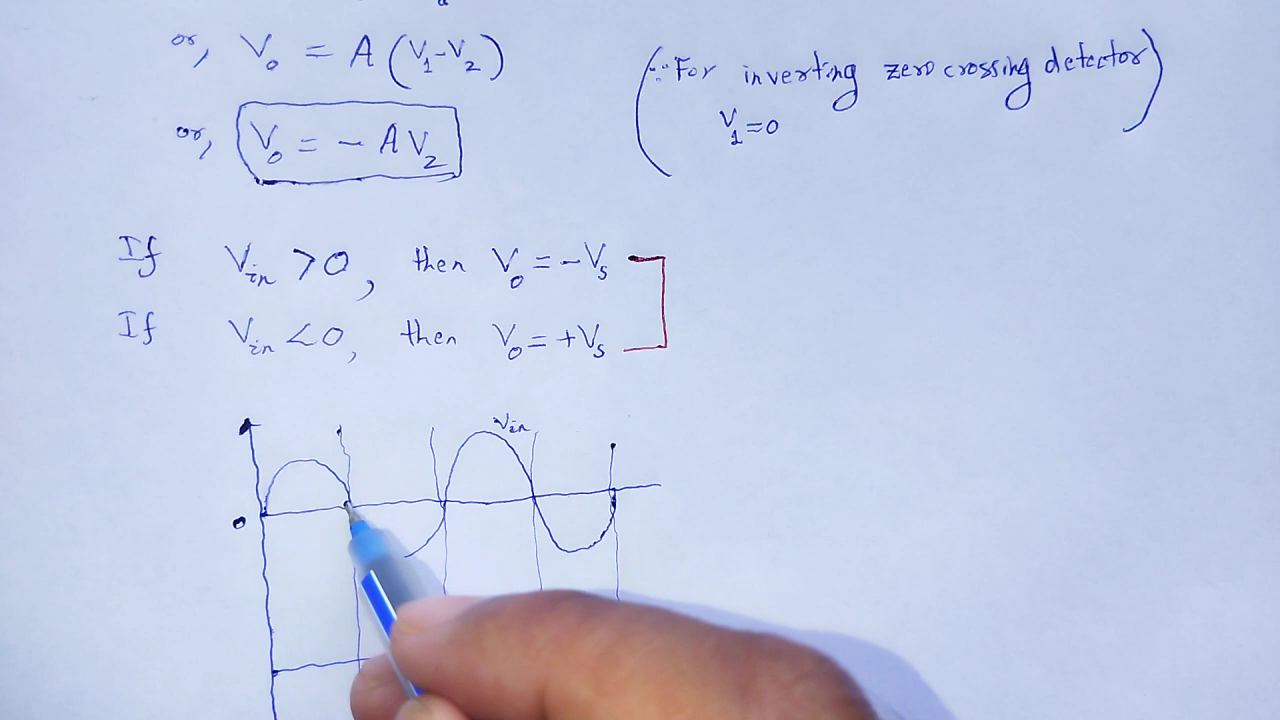 or, V₀ = A (V₁-V₂)
(∵ For inverting zero crossing detector
V₁=0)
or, V₀ = - A V₂
If Vin >0, then V₀ = -Vs
If Vin <0, then V₀ = +Vs
Vin
0